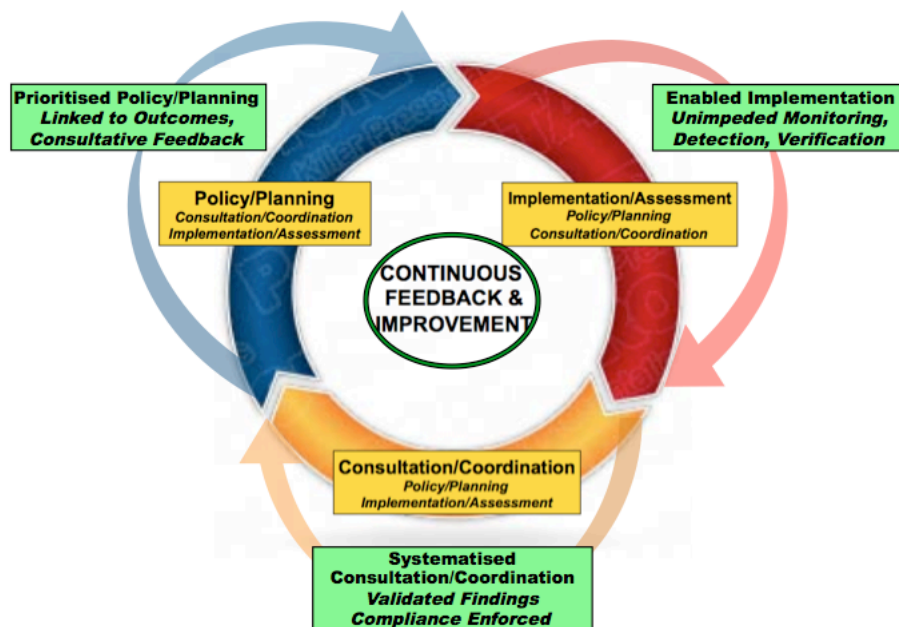 Prioritised Policy/Planning
Linked to Outcomes,
Consultative Feedback
Enabled Implementation
Unimpeded Monitoring,
Detection, Verification
Policy/Planning
Consultation/Coordination
Implementation/Assessment
Implementation/Assessment
Policy/Planning
Consultation/Coordination
CONTINUOUS
FEEDBACK &
IMPROVEMENT
Consultation/Coordination
Policy/Planning
Implementation/Assessment
Systematised
Consultation/Coordination
Validated Findings
Compliance Enforced